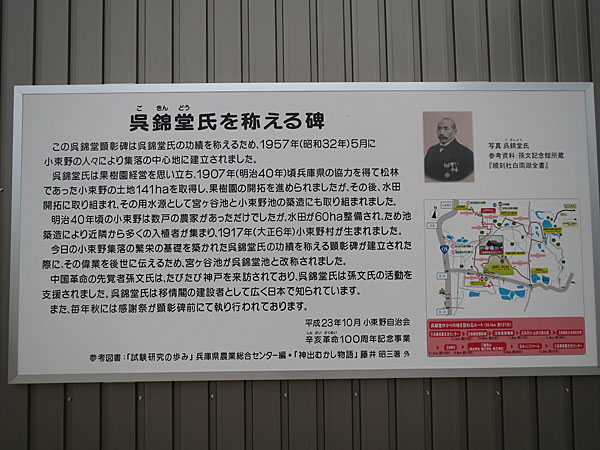 ご きん どう
呉錦堂氏を称える碑
この呉錦堂顕彰碑は呉錦堂氏の功績を称えるため、1957年(昭和32年)5月に
小束野の人々により集落の中心地に建立されました。
呉錦堂氏は果樹園経営を思い立ち、1907年(明治40年)頃兵庫県の協力を得て松林
であった小束野の土地141haを取得し、果樹園の開拓を進められましたが、その後、水田
開拓に取り組まれ、その用水源として宮ヶ谷池と小束野池の築造にも取り組まれました。
明治40年頃の小束野は数戸の農家があっただけでしたが、水田が60ha整備され、ため池
築造により近隣から多くの入植者が集まり、1917年(大正6年)小束野村が生まれました。
今日の小束野集落の繁栄の基礎を築かれた呉錦堂氏の功績を称える顕彰碑が建立された
際に、その偉業を後世に伝えるため、宮ヶ谷池が呉錦堂池と改称されました。
中国革命の先覚者孫文氏は、たびたび神戸を来訪されており、呉錦堂氏は孫文氏の活動を
支援されました。呉錦堂氏は移情閣の建設者として広く日本で知られています。
また、毎年秋には感謝祭が顕彰碑前にて執り行われております。
平成23年10月 小束野自治会
しん がい かくめい
辛亥革命100周年記念事業
参考図書:「試験研究の歩み」兵庫県農業総合センター編・「神出むかし物語」藤井 昭三著 外
写真 呉錦堂氏
参考資料:孫文記念館所蔵
『續刻杜白両湖全書』